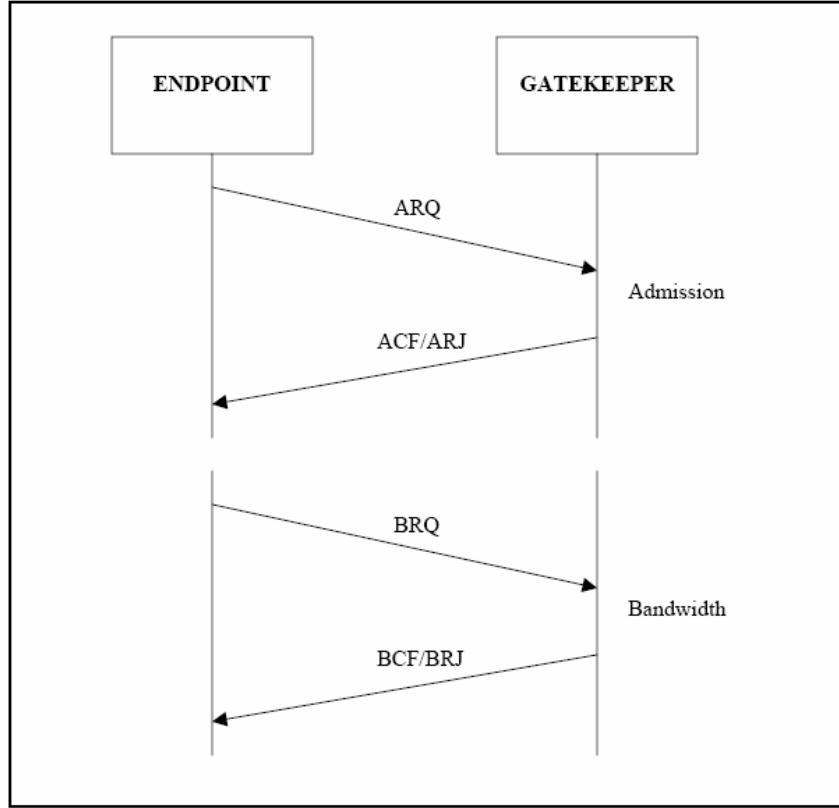 ENDPOINT
GATEKEEPER
ARQ
Admission
ACF/ARJ
BRQ
Bandwidth
BCF/BRJ